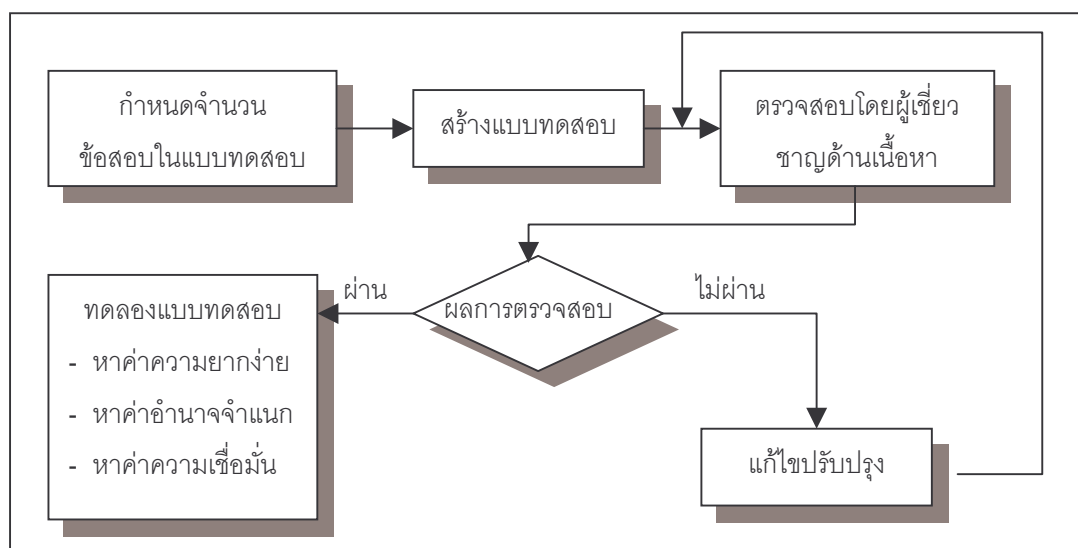 กำหนดจำนวน
ข้อสอบในแบบทดสอบ
สร้างแบบทดสอบ
ตรวจสอบโดยผู้เชี่ยว
ชาญด้านเนื้อหา
ผลการตรวจสอบ
ผ่าน
ไม่ผ่าน
ทดลองแบบทดสอบ
- หาค่าความยากง่าย
- หาค่าอำนาจจำแนก
- หาค่าความเชื่อมั่น
แก้ไขปรับปรุง